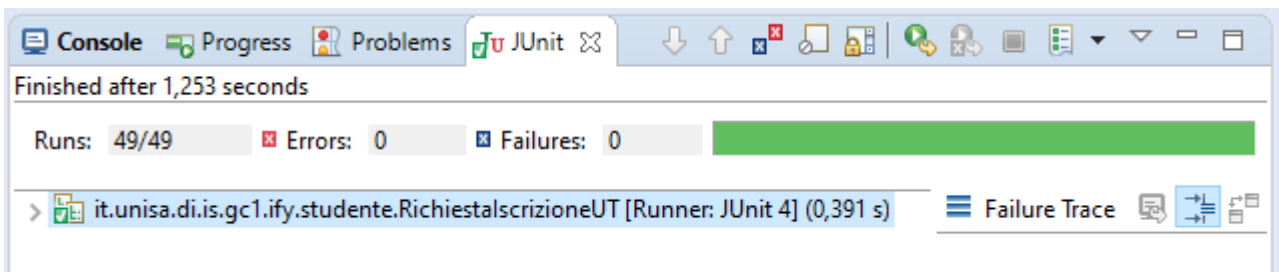 Console Progress Problems JU JUnit
Finished after 1,253 seconds
Runs: 49/49 Errors: 0 Failures: 0
it.unisa.di.is.gc1.ify.studente.RichiestaIscrizioneUT [Runner: JUnit 4] (0,391 s) Failure Trace